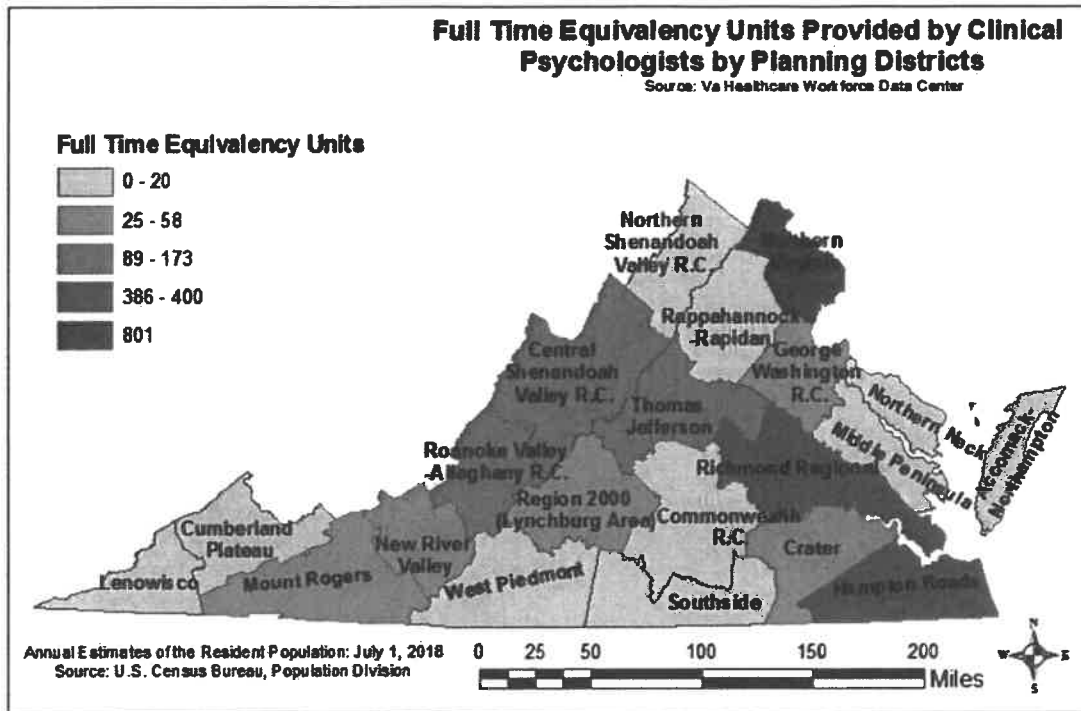 Full Time Equivalency Units Provided by Clinical
Psychologists by Planning Districts
Source: Va Healthcare Workforce Data Center
Full Time Equivalency Units
0 - 20
25 - 58
89 - 173
386 - 400
801
Northern
Shenandoah
Valley R.C.
Northern
Rappahannock
-Rapidan
Central
Shenandoah
Valley R.C.
George
Washington
R.C.
Thomas
Jefferson
Northern Neck
Middle Peninsula
Accomack-
Northampton
Roanoke Valley
-Alleghany R.C.
Richmond Regional
Region 2000
(Lynchburg Area)
Commonwealth
R.C.
Cumberland
Plateau
New River
Valley
Crater
Lenowisco
Mount Rogers
West Piedmont
Southside
Hampton Roads
Annual Estimates of the Resident Population: July 1, 2018
Source: U.S. Census Bureau, Population Division
0 25 50 100 150 200
Miles
N
W E
S